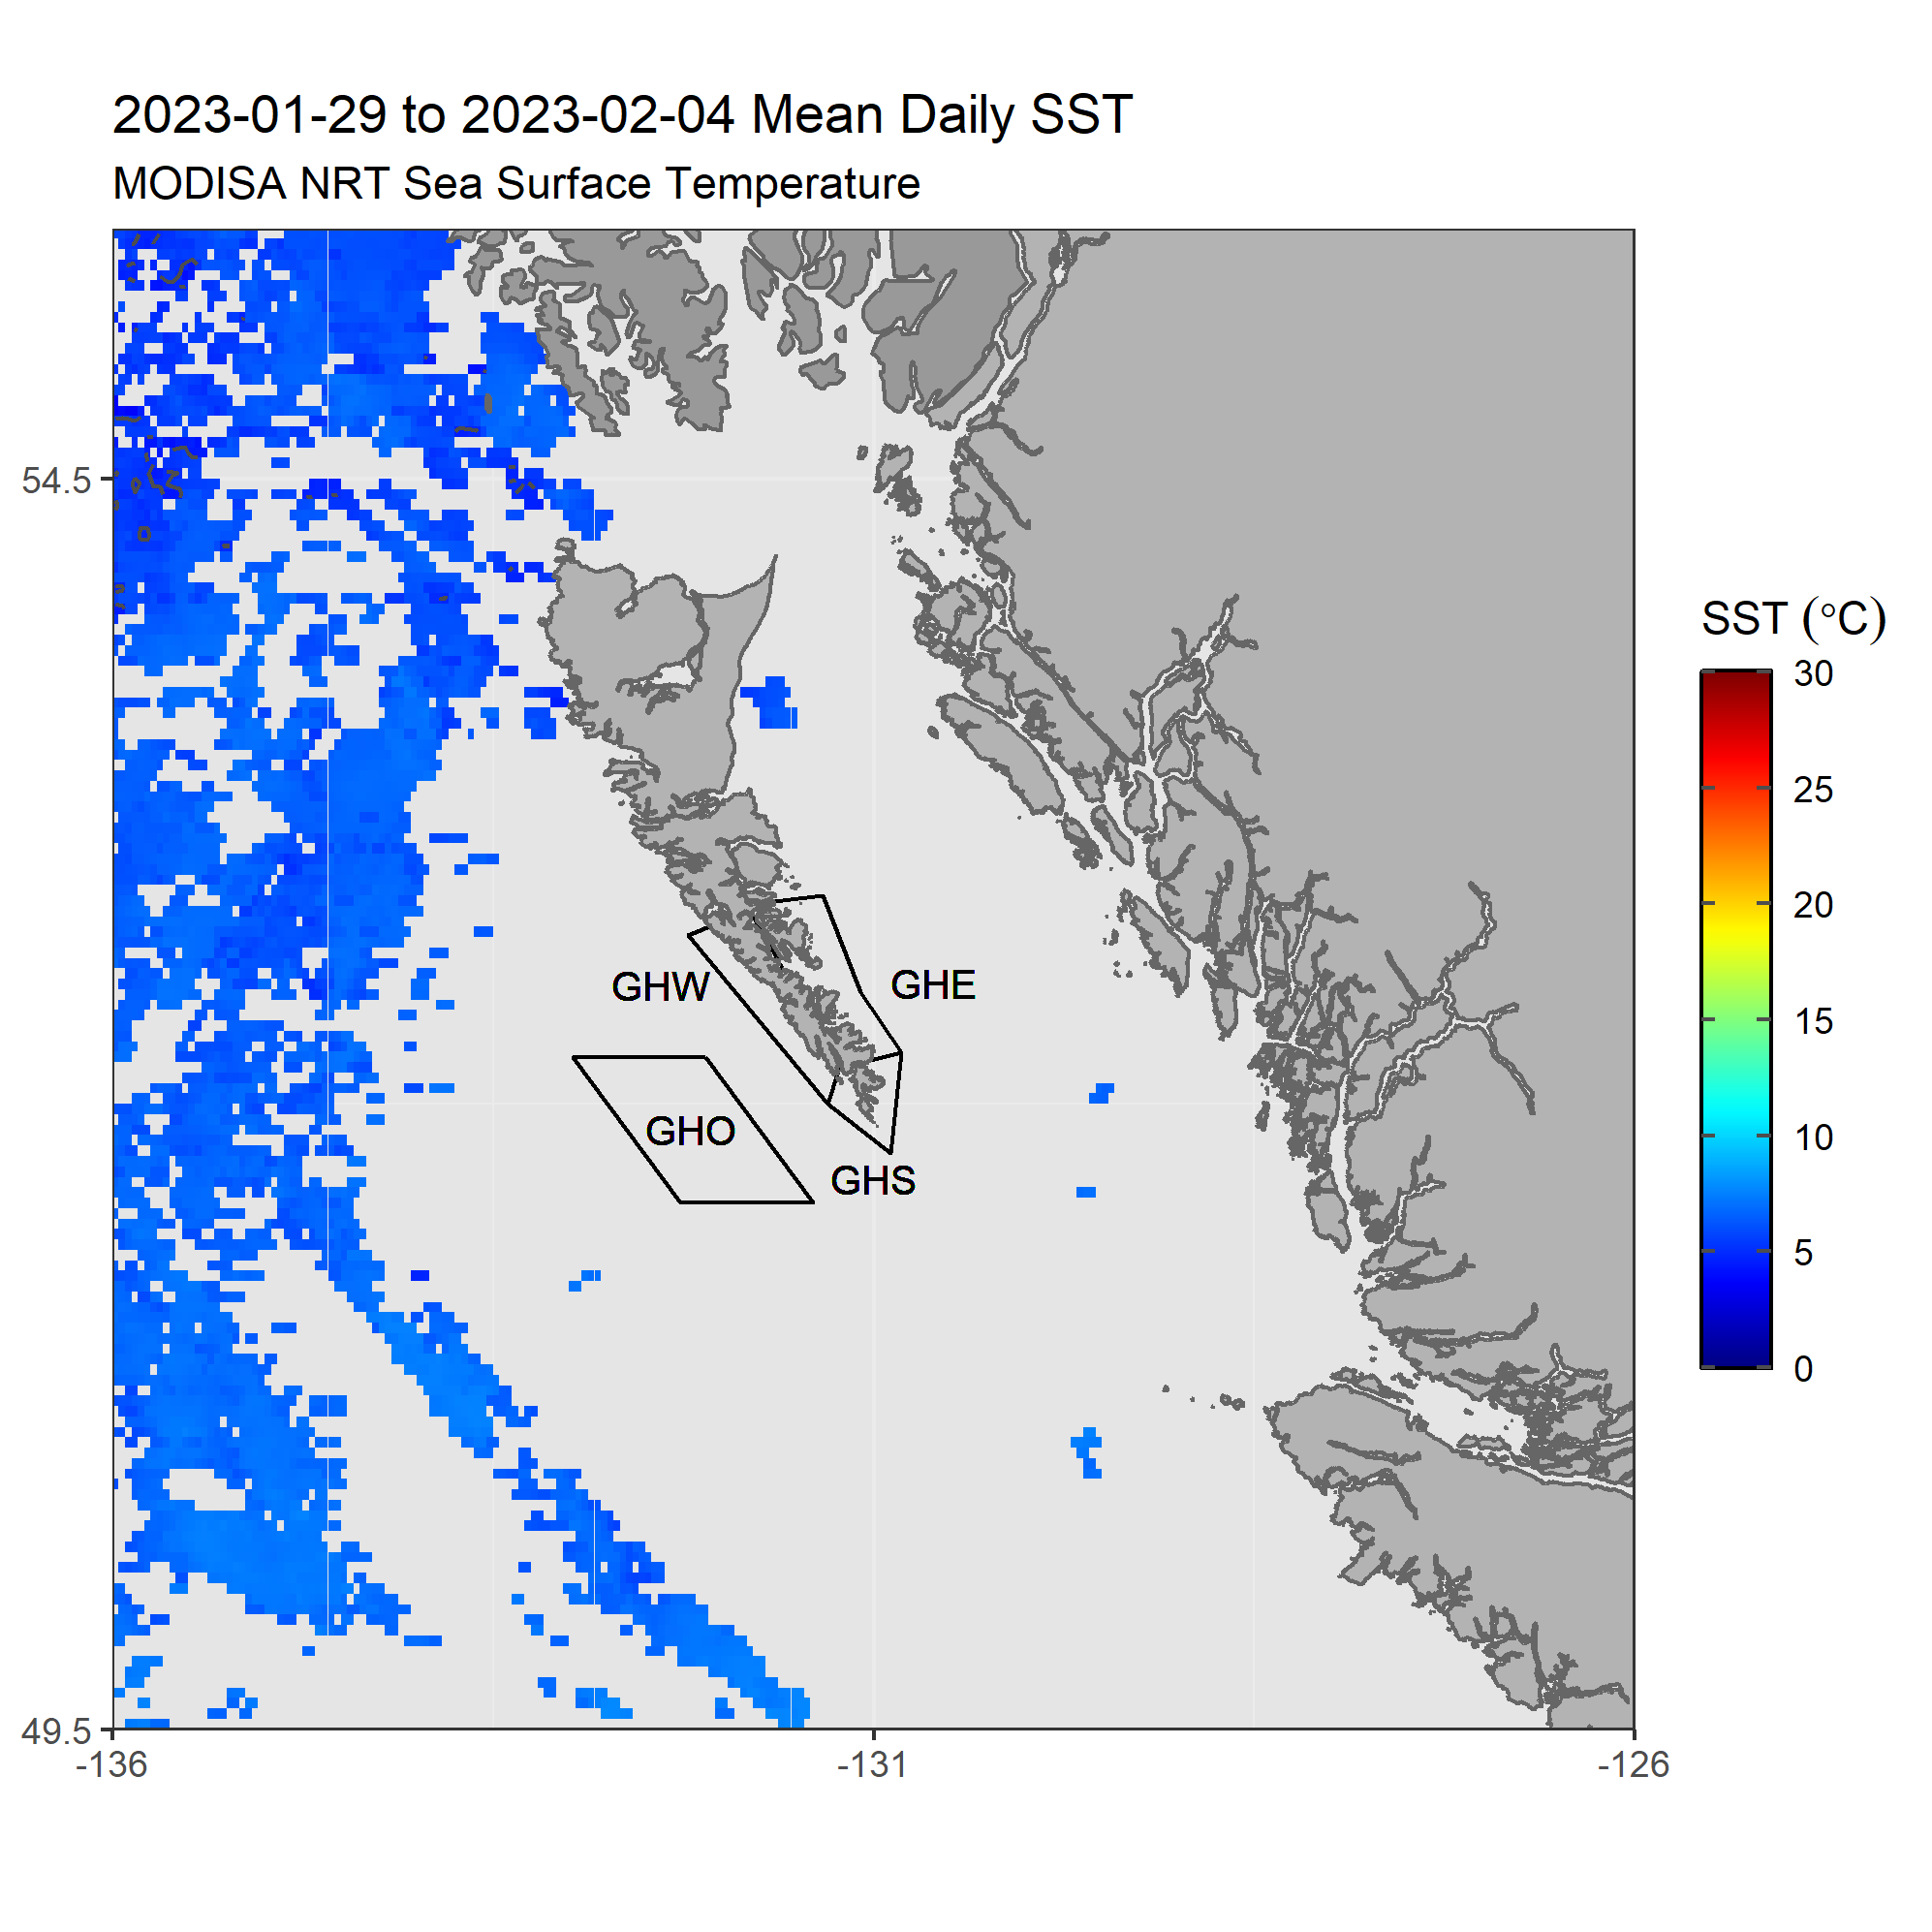 2023-01-29 to 2023-02-04 Mean Daily SST
MODISA NRT Sea Surface Temperature
54.5
49.5
-136
-131
-126
GHW
GHE
GHO
GHS
SST (°C)
30
25
20
15
10
5
0